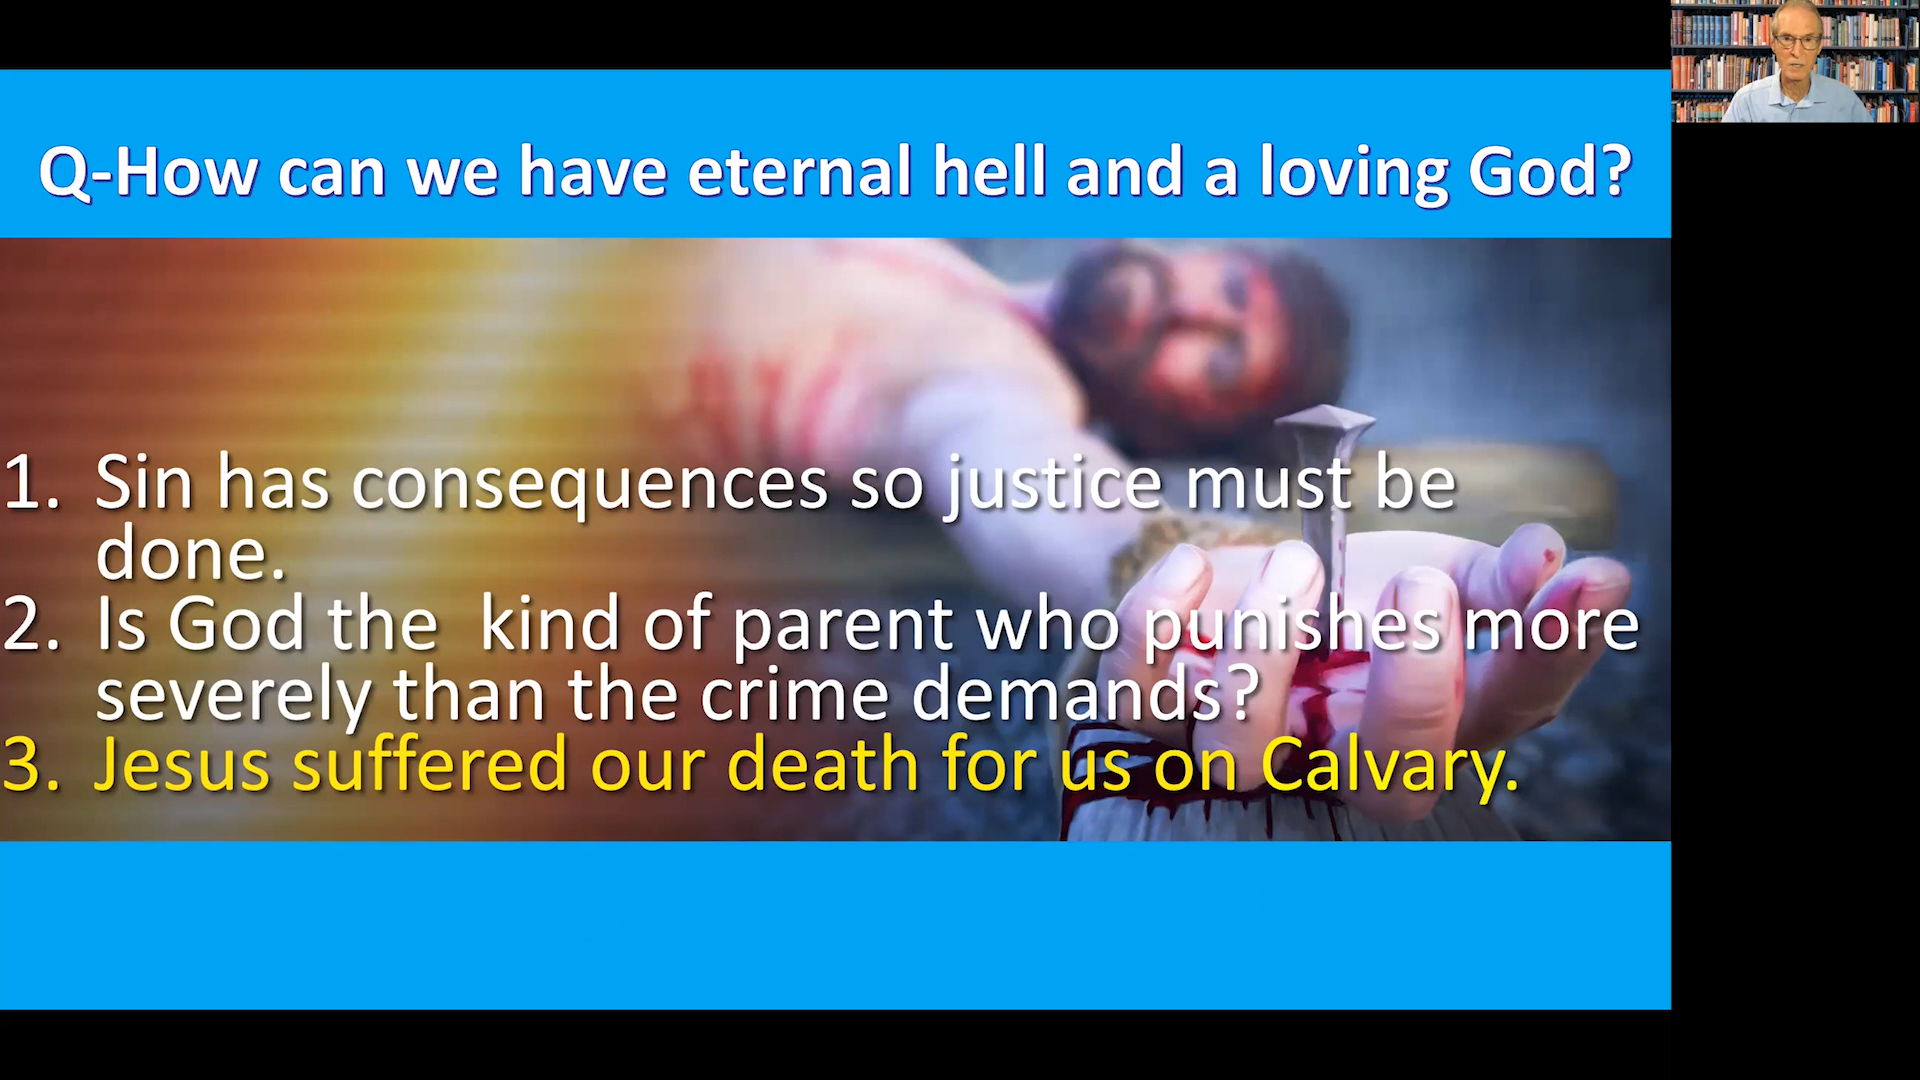 Q-How can we have eternal hell and a loving God?
1. Sin has consequences so justice must be
done.
2. Is God the  kind of parent who punishes more
severely than the crime demands?
3. Jesus suffered our death for us on Calvary.